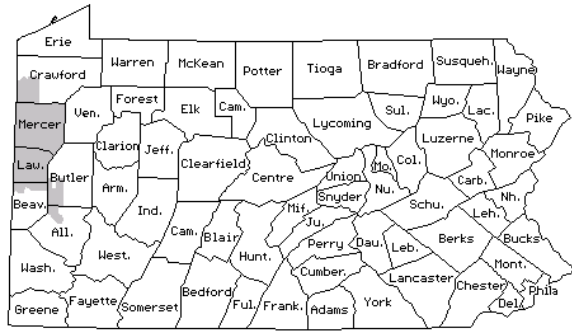 Erie
Crawford
Warren
McKean
Potter
Tioga
Bradford
Susqueh.
Wayne
Mercer
Ven.
Forest
Elk
Cam.
Clinton
Lycoming
Sul.
Wyo.
Lac.
Pike
Law.
Butler
Clarion
Jeff.
Clearfield
Centre
Union
Mo.
Col.
Luzerne
Monroe
Beav.
Arm.
Ind.
Snyder
Nu.
Carb.
Nh.
All.
Cam.
Blair
Mif.
Ju.
Schu.
Leh.
West.
Hunt.
Perry
Dau.
Leb.
Berks
Bucks
Wash.
Cumber.
Lancaster
Mont.
Greene
Fayette
Somerset
Bedford
Ful.
Frank.
Adams
York
Chester
Del.
Phila